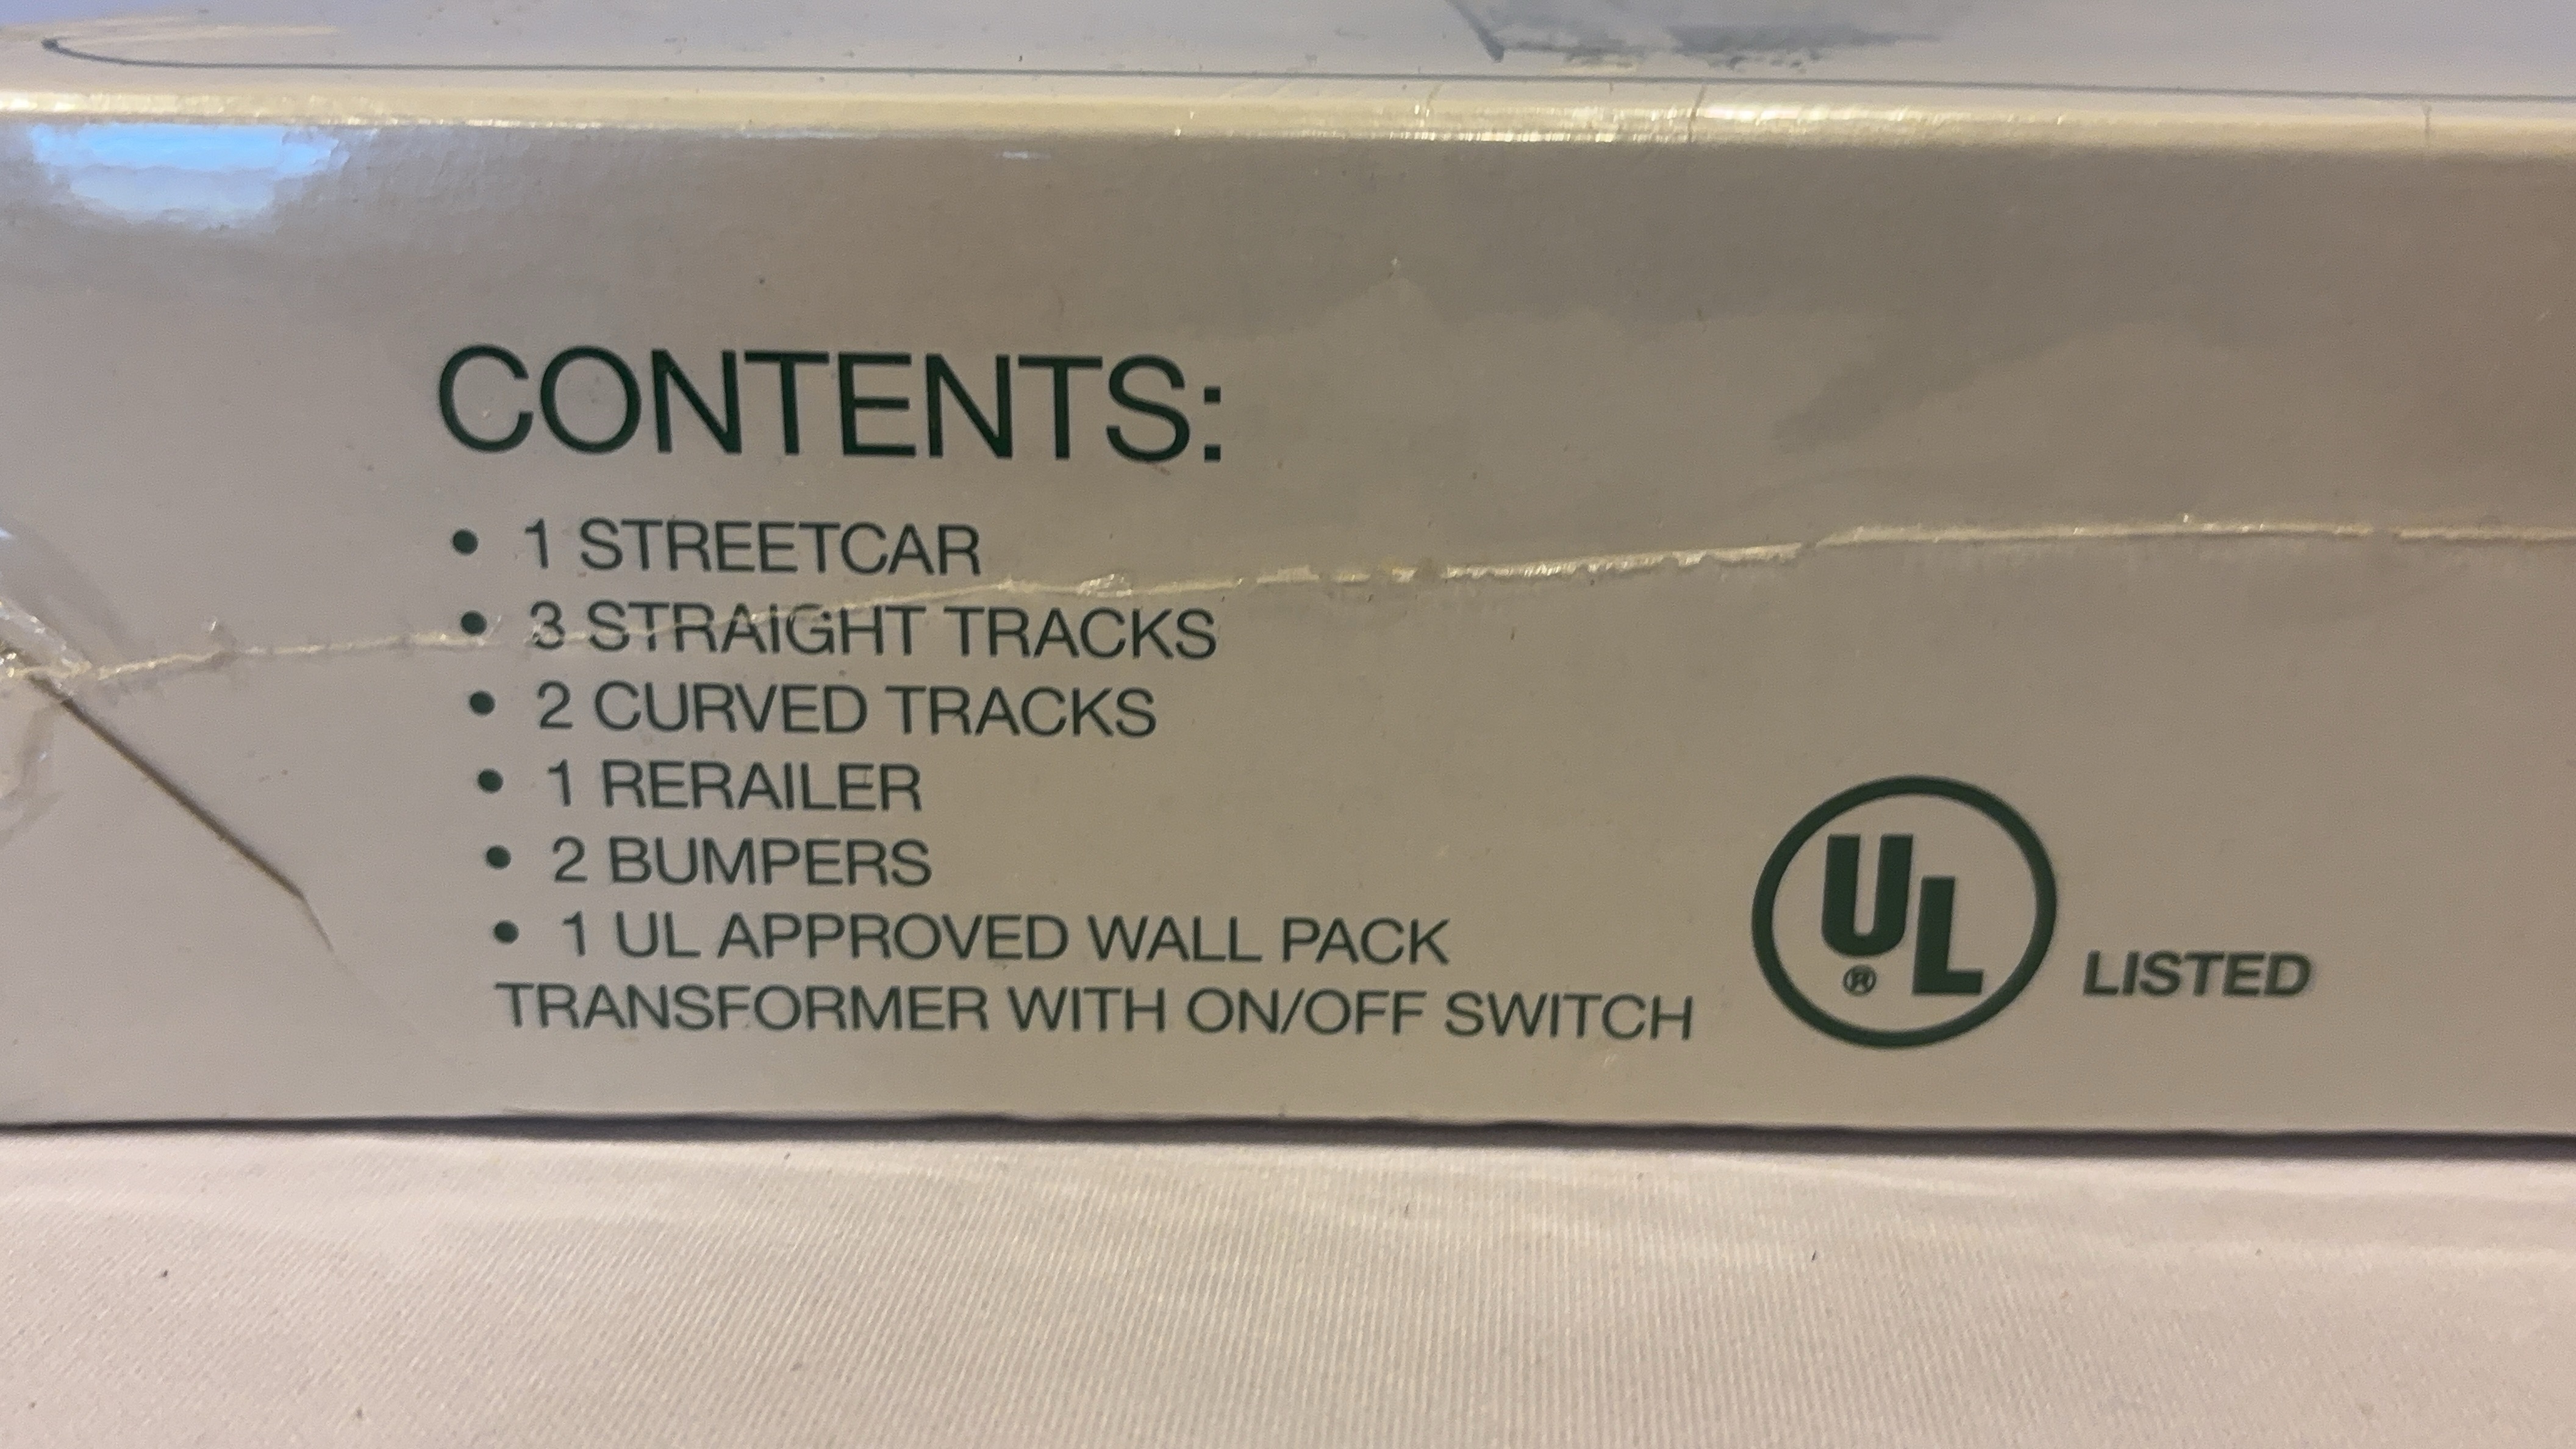 CONTENTS:
• 1 STREETCAR
• 3 STRAIGHT TRACKS
• 2 CURVED TRACKS
• 1 RERAILER
• 2 BUMPERS
• 1 UL APPROVED WALL PACK
TRANSFORMER WITH ON/OFF SWITCH
UL
® LISTED